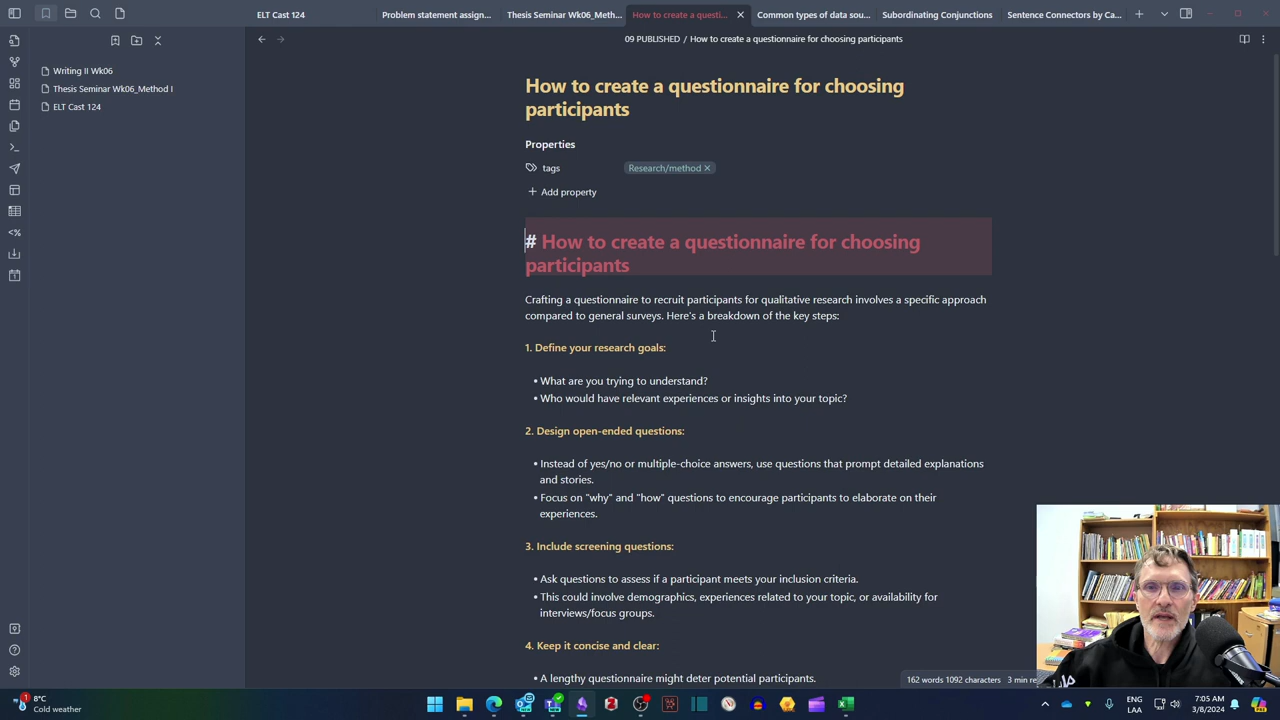 ELT Cast 124
Problem statement assign...
Thesis Seminar Wk06_Meth...
How to create a questi...
Common types of data sou...
Subordinating Conjunctions
Sentence Connectors by Ca...
09 PUBLISHED / How to create a questionnaire for choosing participants
Writing II Wk06
Thesis Seminar Wk06_Method I
ELT Cast 124
How to create a questionnaire for choosing
participants
Properties
tags
Research/method
Add property
# How to create a questionnaire for choosing
participants
Crafting a questionnaire to recruit participants for qualitative research involves a specific approach
compared to general surveys. Here's a breakdown of the key steps:
1. Define your research goals:
• What are you trying to understand?
• Who would have relevant experiences or insights into your topic?
2. Design open-ended questions:
• Instead of yes/no or multiple-choice answers, use questions that prompt detailed explanations
and stories.
• Focus on "why" and "how" questions to encourage participants to elaborate on their
experiences.
3. Include screening questions:
• Ask questions to assess if a participant meets your inclusion criteria.
• This could involve demographics, experiences related to your topic, or availability for
interviews/focus groups.
4. Keep it concise and clear:
• A lengthy questionnaire might deter potential participants.
162 words 1092 characters 3 min re
1
8°C
Cold weather
ENG
LAA
7:05 AM
3/8/2024